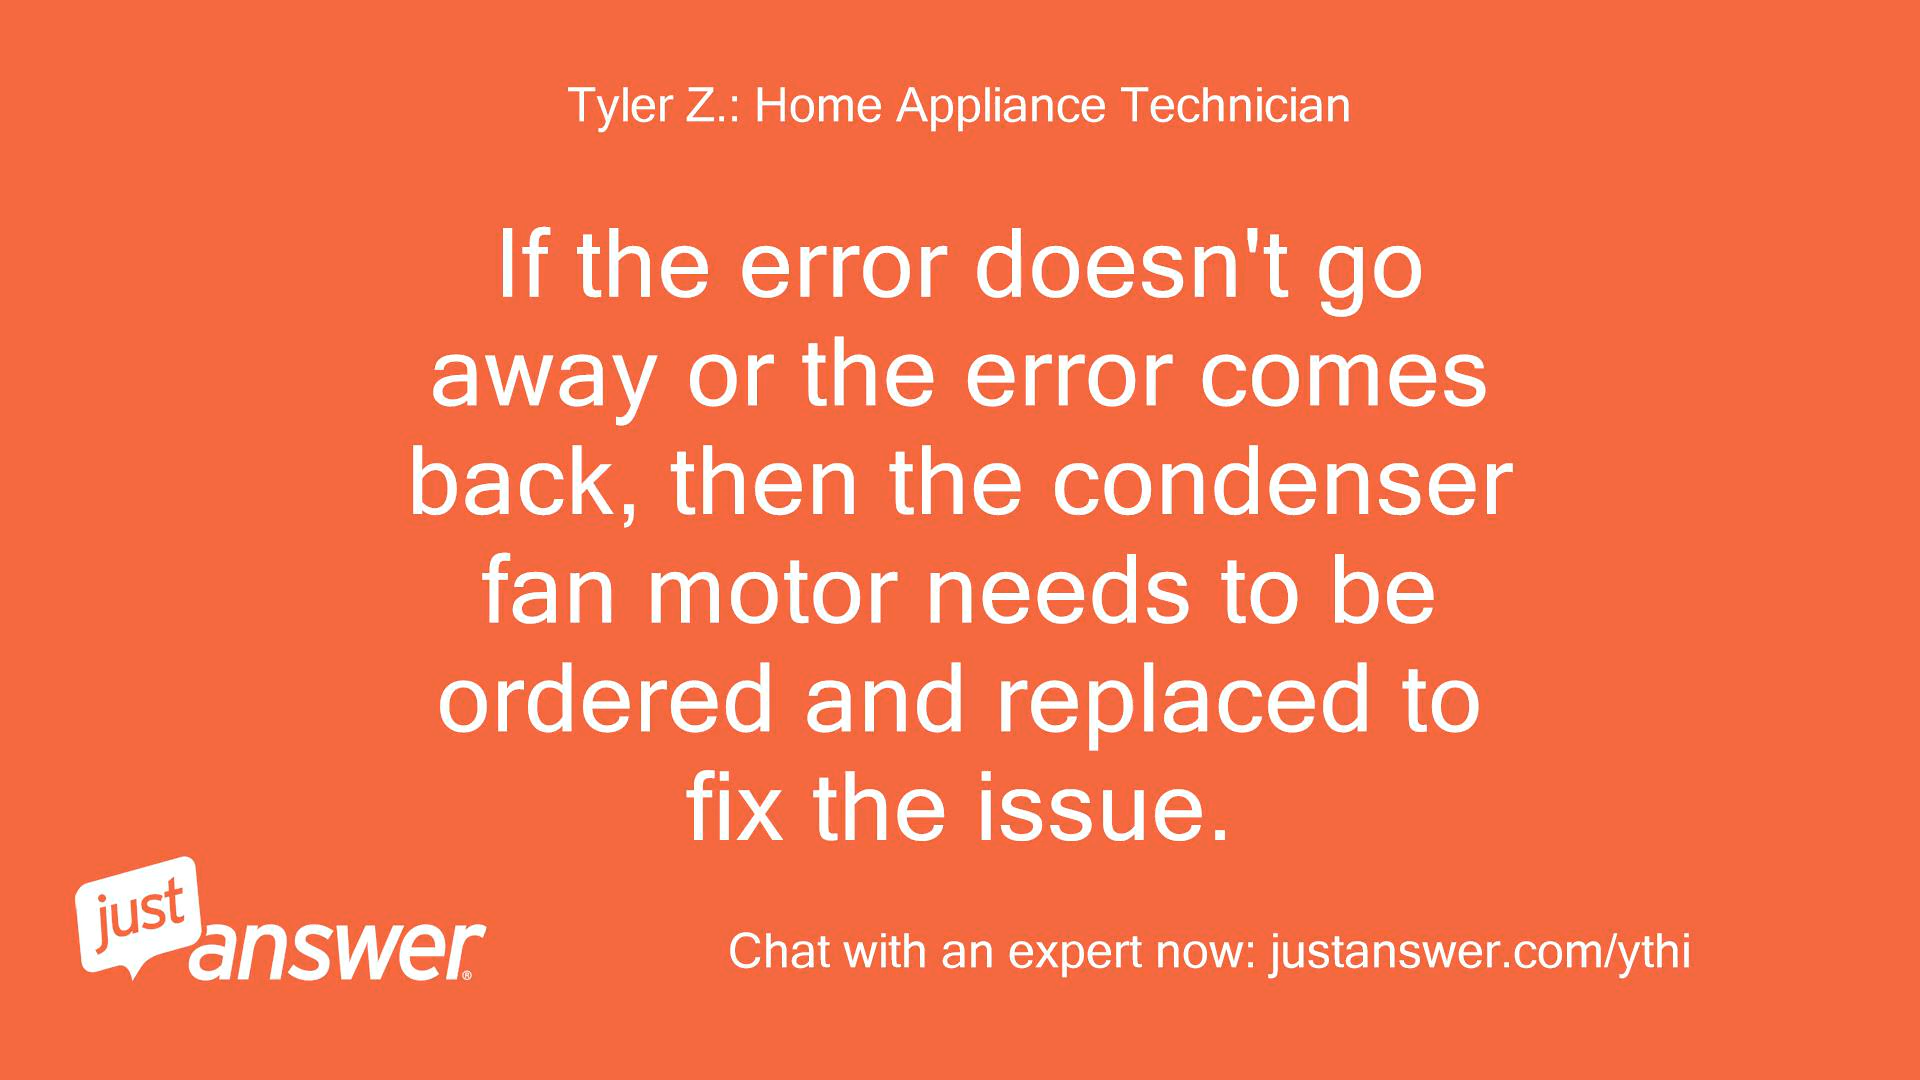 Tyler Z.: Home Appliance Technician
If the error doesn't go
away or the error comes
back, then the condenser
fan motor needs to be
ordered and replaced to
fix the issue.
just
answer®
Chat with an expert now: justanswer.com/ythi